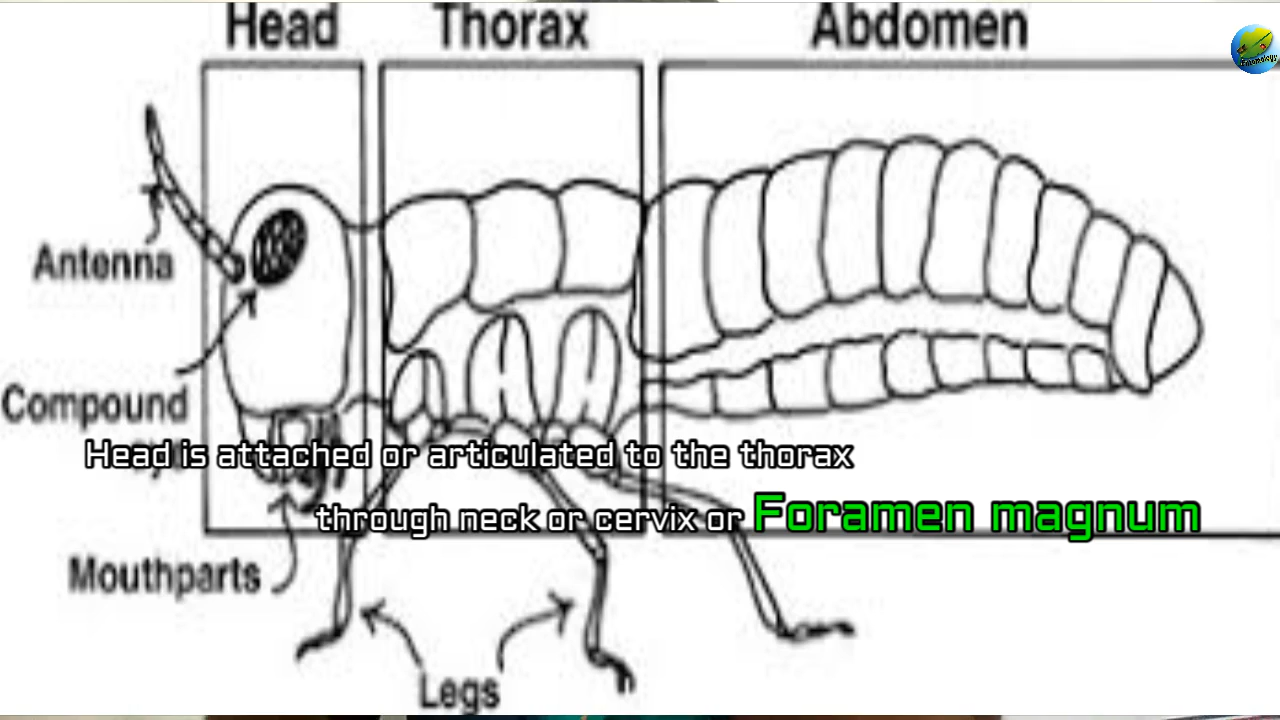 Head
Thorax
Abdomen
Entomology
Antenna
Compound
Head is attached or articulated to the thorax
through neck or cervix or Foramen magnum
Mouthparts
Legs